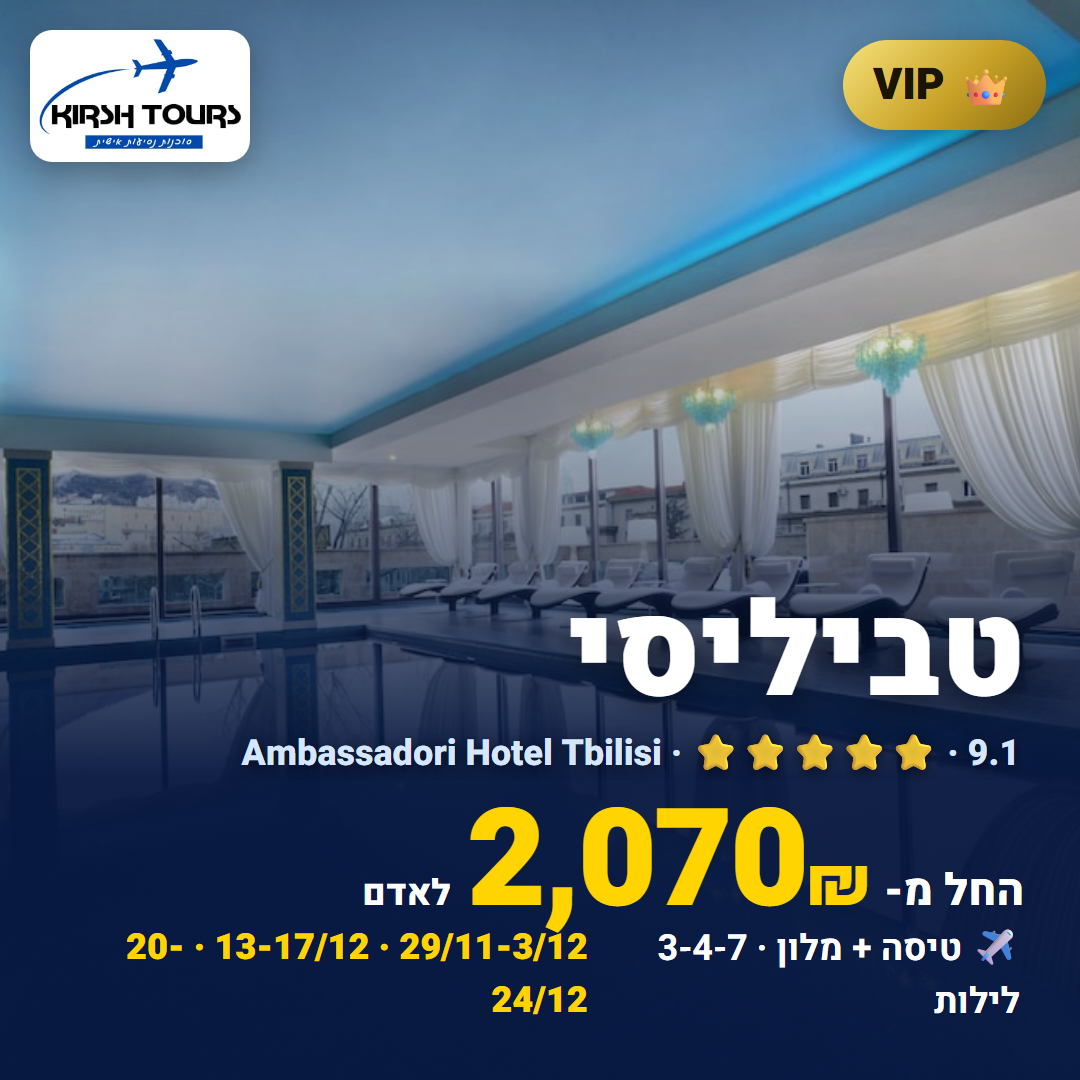 KIRSH TOURS
סוכנות נסיעות אישית
VIP
טביליסי
9.1 · ⭐⭐⭐⭐⭐ · Ambassadori Hotel Tbilisi
החל מ- ₪2,070 לאדם
✈️ טיסה + מלון · 3-4-7
לילות
29/11-3/12 · 13-17/12 · 20-
24/12